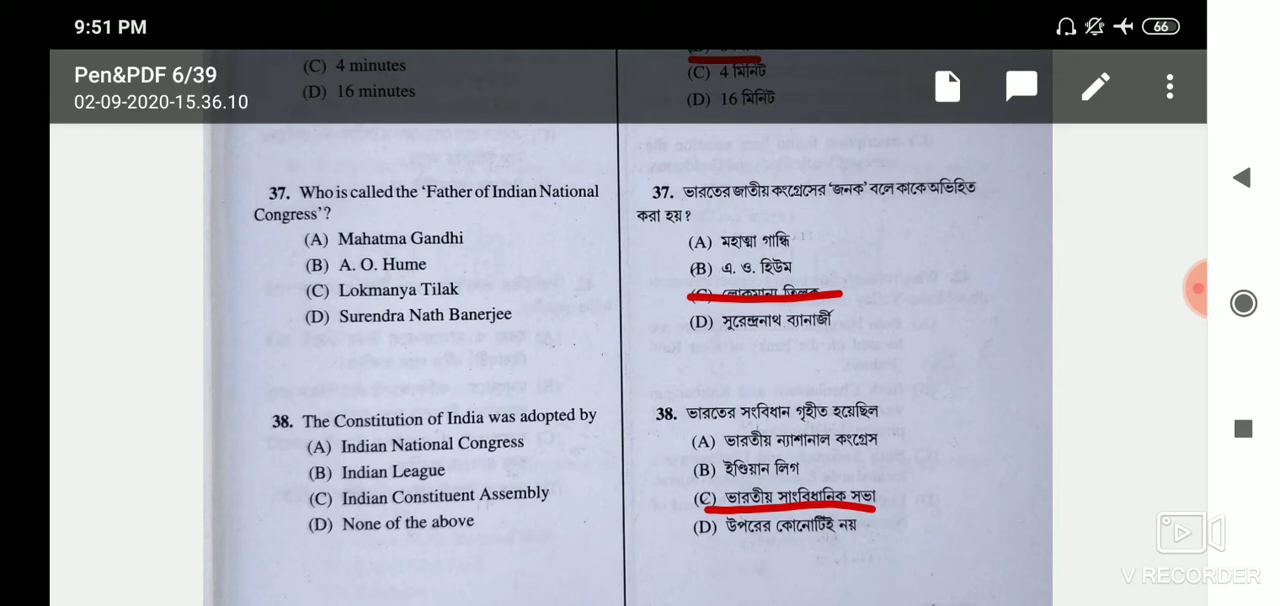 9:51 PM
66
Pen&PDF 6/39
02-09-2020-15.36.10
(C) 4 minutes
(D) 16 minutes
(C) 4 মিনিট
(D) 16 মিনিট
37. Who is called the ‘Father of Indian National
Congress’?
(A) Mahatma Gandhi
(B) A. O. Hume
(C) Lokmanya Tilak
(D) Surendra Nath Banerjee
38. The Constitution of India was adopted by
(A) Indian National Congress
(B) Indian League
(C) Indian Constituent Assembly
(D) None of the above
37. ভারতের জাতীয় কংগ্রেসের ‘জনক’ বলে কাকে অভিহিত
করা হয়?
(A) মহাত্মা গান্ধি
(B) এ. ও. হিউম
(C) লোকমান্য তিলক
(D) সুরেন্দ্রনাথ ব্যানার্জী
38. ভারতের সংবিধান গৃহীত হয়েছিল
(A) ভারতীয় ন্যাশানাল কংগ্রেস
(B) ইণ্ডিয়ান লিগ
(C) ভারতীয় সাংবিধানিক সভা
(D) উপরের কোনোটিই নয়
V RECORDER